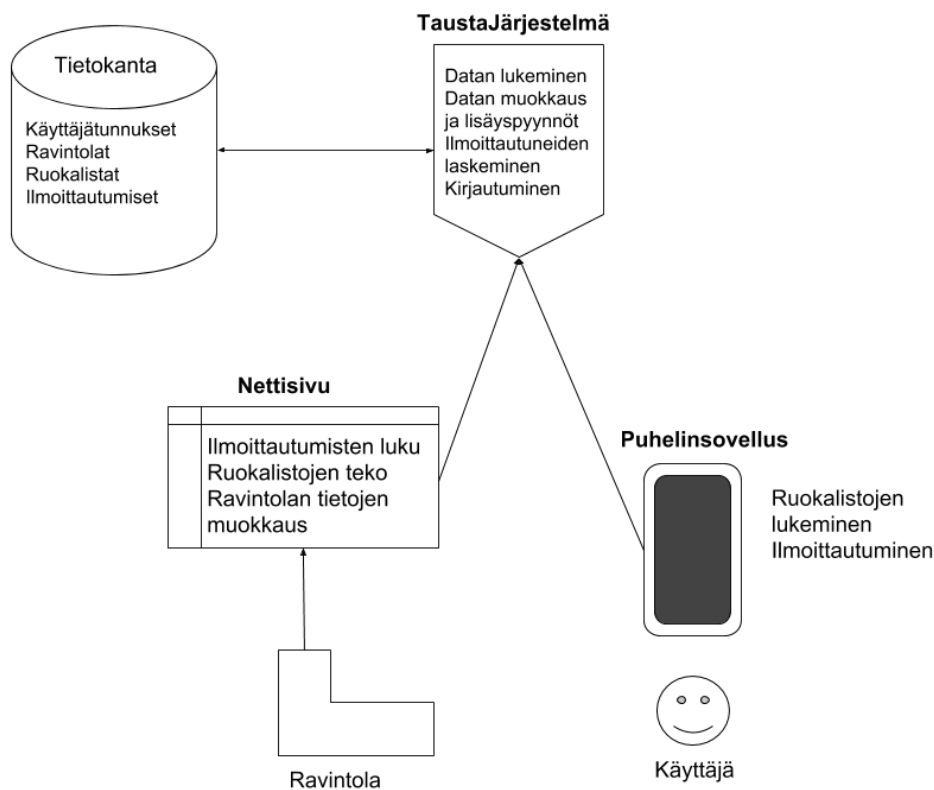 TaustaJärjestelmä
Tietokanta
Käyttäjätunnukset
Ravintolat
Ruokalistat
Ilmoittautumiset
Datan lukeminen
Datan muokkaus
ja lisäyspyynnöt
Ilmoittautuneiden
laskeminen
Kirjautuminen
Nettisivu
Ilmoittautumisten luku
Ruokalistojen teko
Ravintolan tietojen
muokkaus
Puhelinsovellus
Ruokalistojen
lukeminen
Ilmoittautuminen
Ravintola
Käyttäjä